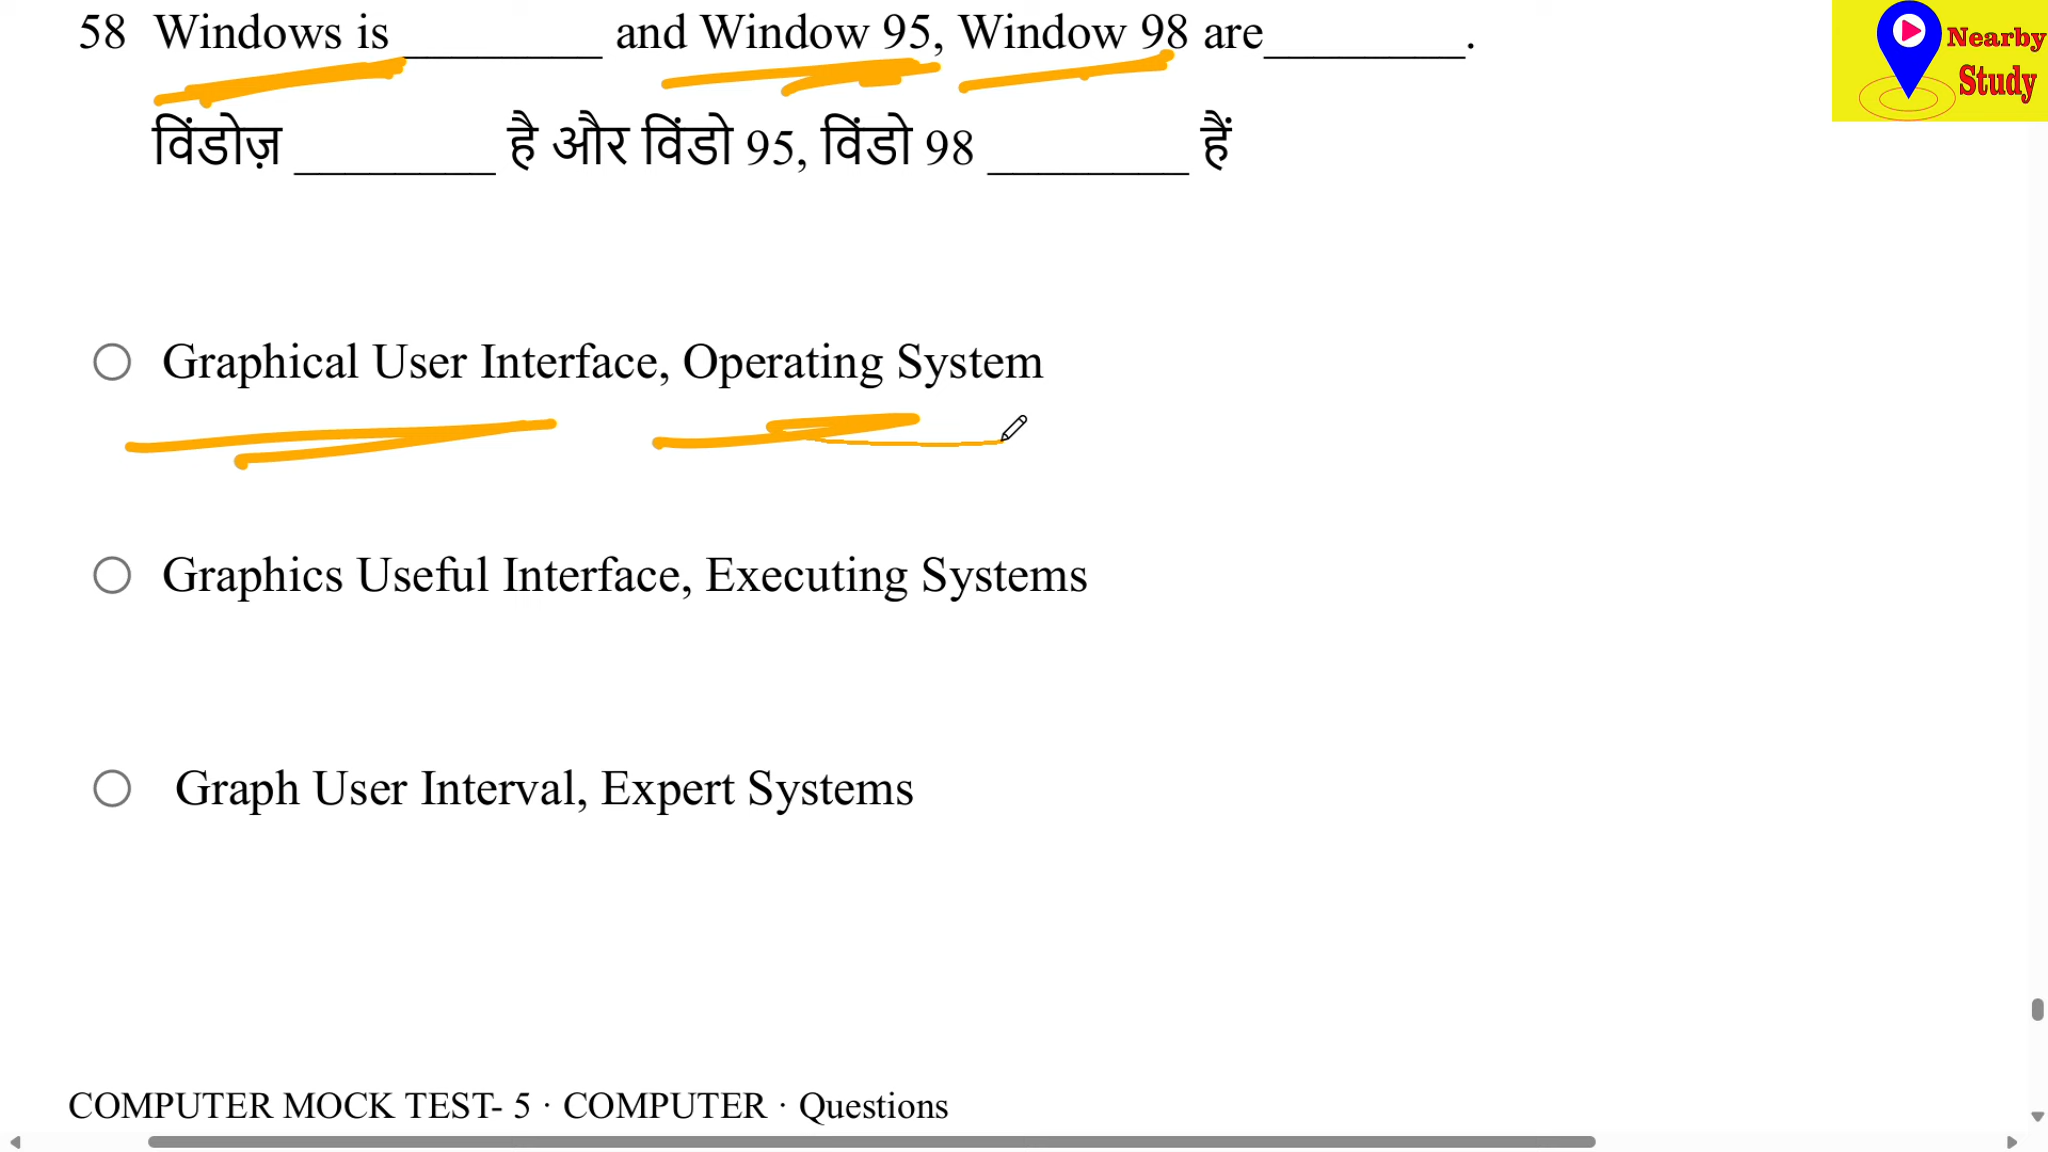 58 Windows is ________ and Window 95, Window 98 are________.
विंडोज़ ________ है और विंडो 95, विंडो 98 ________ हैं
Graphical User Interface, Operating System
Graphics Useful Interface, Executing Systems
Graph User Interval, Expert Systems
COMPUTER MOCK TEST- 5 · COMPUTER · Questions
Nearby
Study